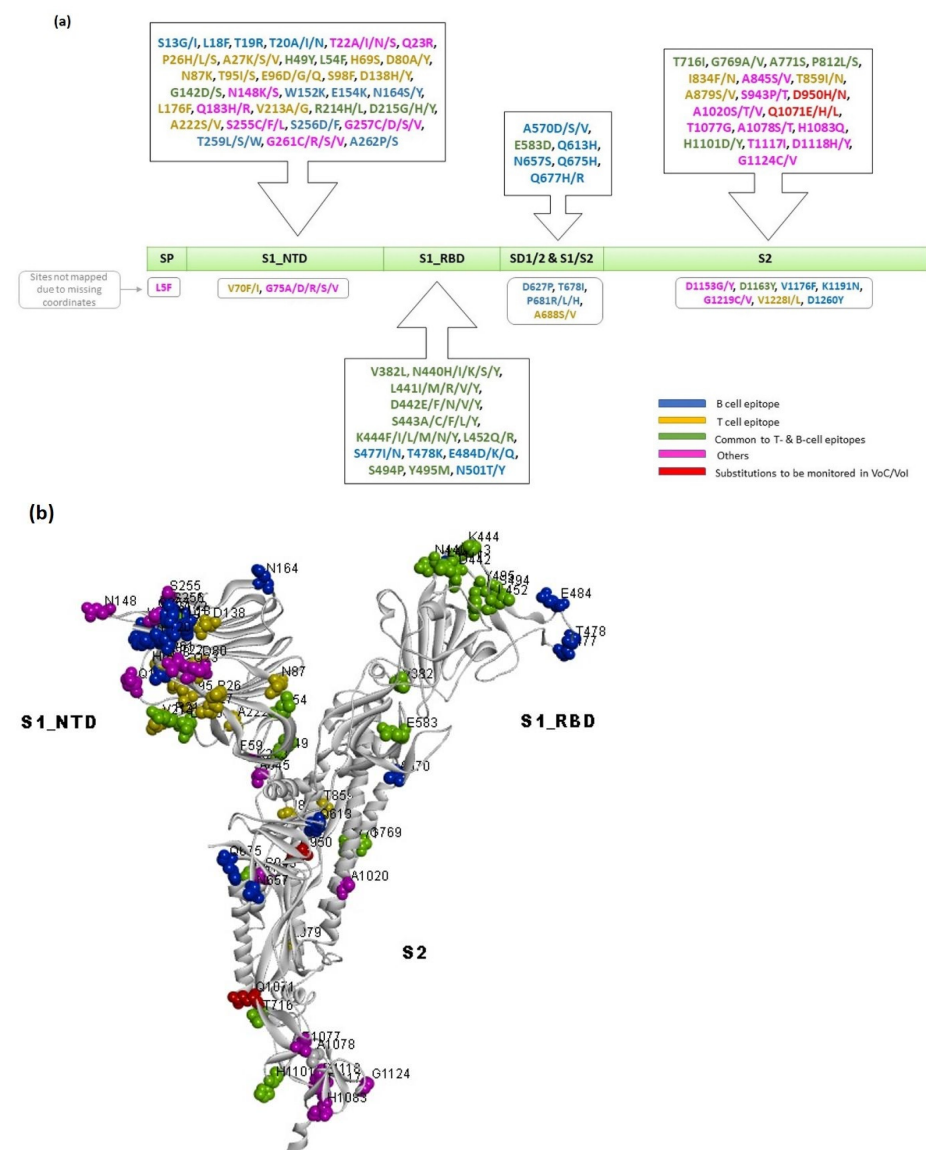 (a)
S13G/I, L18F, T19R, T20A/I/N, T22A/I/N/S, Q23R,
P26H/L/S, A27K/S/V, H49Y, L54F, H69S, D80A/Y,
N87K, T95I/S, E96D/G/Q, S98F, D138H/Y,
G142D/S, N148K/S, W152K, E154K, N164S/Y,
L176F, Q183H/R, V213A/G, R214H/L, D215G/H/Y,
A222S/V, S255C/F/L, S256D/F, G257C/D/S/V,
T259L/S/W, G261C/R/S/V, A262P/S
A570D/S/V,
E583D, Q613H,
N657S, Q675H,
Q677H/R
T716I, G769A/V, A771S, P812L/S,
I834F/N, A845S/V, T859I/N,
A879S/V, S943P/T, D950H/N,
A1020S/T/V, Q1071E/H/L,
T1077G, A1078S/T, H1083Q,
H1101D/Y, T1117I, D1118H/Y,
G1124C/V
SP S1_NTD S1_RBD SD1/2 & S1/S2 S2
Sites not mapped
due to missing
coordinates
L5F
V70F/I, G75A/D/R/S/V
D627P, T678I,
P681R/L/H,
A688S/V
D1153G/Y, D1163Y, V1176F, K1191N,
G1219C/V, V1228I/L, D1260Y
V382L, N440H/I/K/S/Y,
L441I/M/R/V/Y,
D442E/F/N/V/Y,
S443A/C/F/L/Y,
K444F/I/L/M/N/Y, L452Q/R,
S477I/N, T478K, E484D/K/Q,
S494P, Y495M, N501T/Y
B cell epitope
T cell epitope
Common to T- & B-cell epitopes
Others
Substitutions to be monitored in VoC/VoI
(b)
K444
D442
E484
T478
N164
S255
N148
D138
D80
N87
S1_NTD
S1_RBD
E583
T859
Q613
G769
Q675
A1020
S2
Q1071
T716
A1078
H1101
G1124
H1083